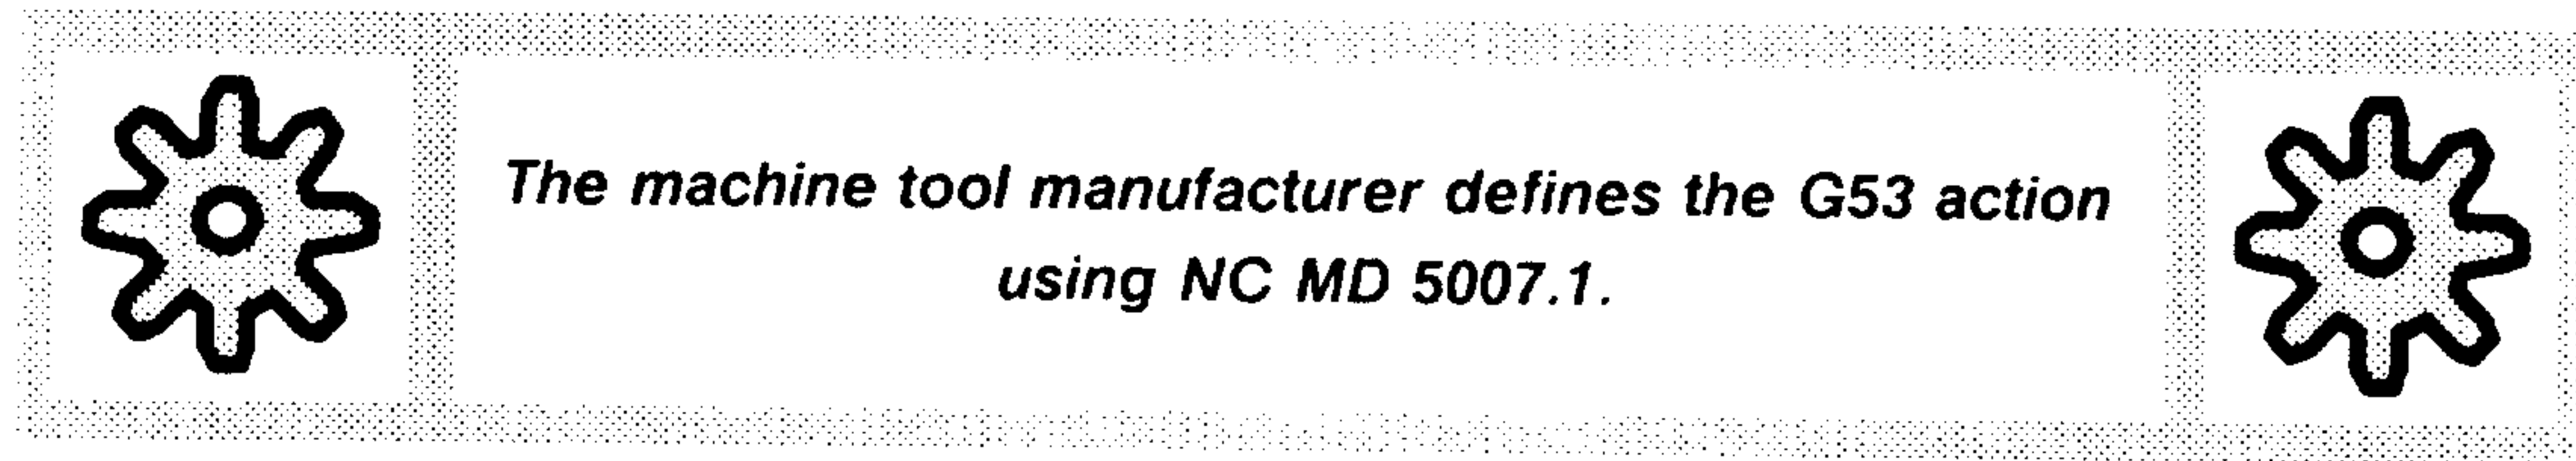 The machine tool manufacturer defines the G53 action
using NC MD 5007.1.